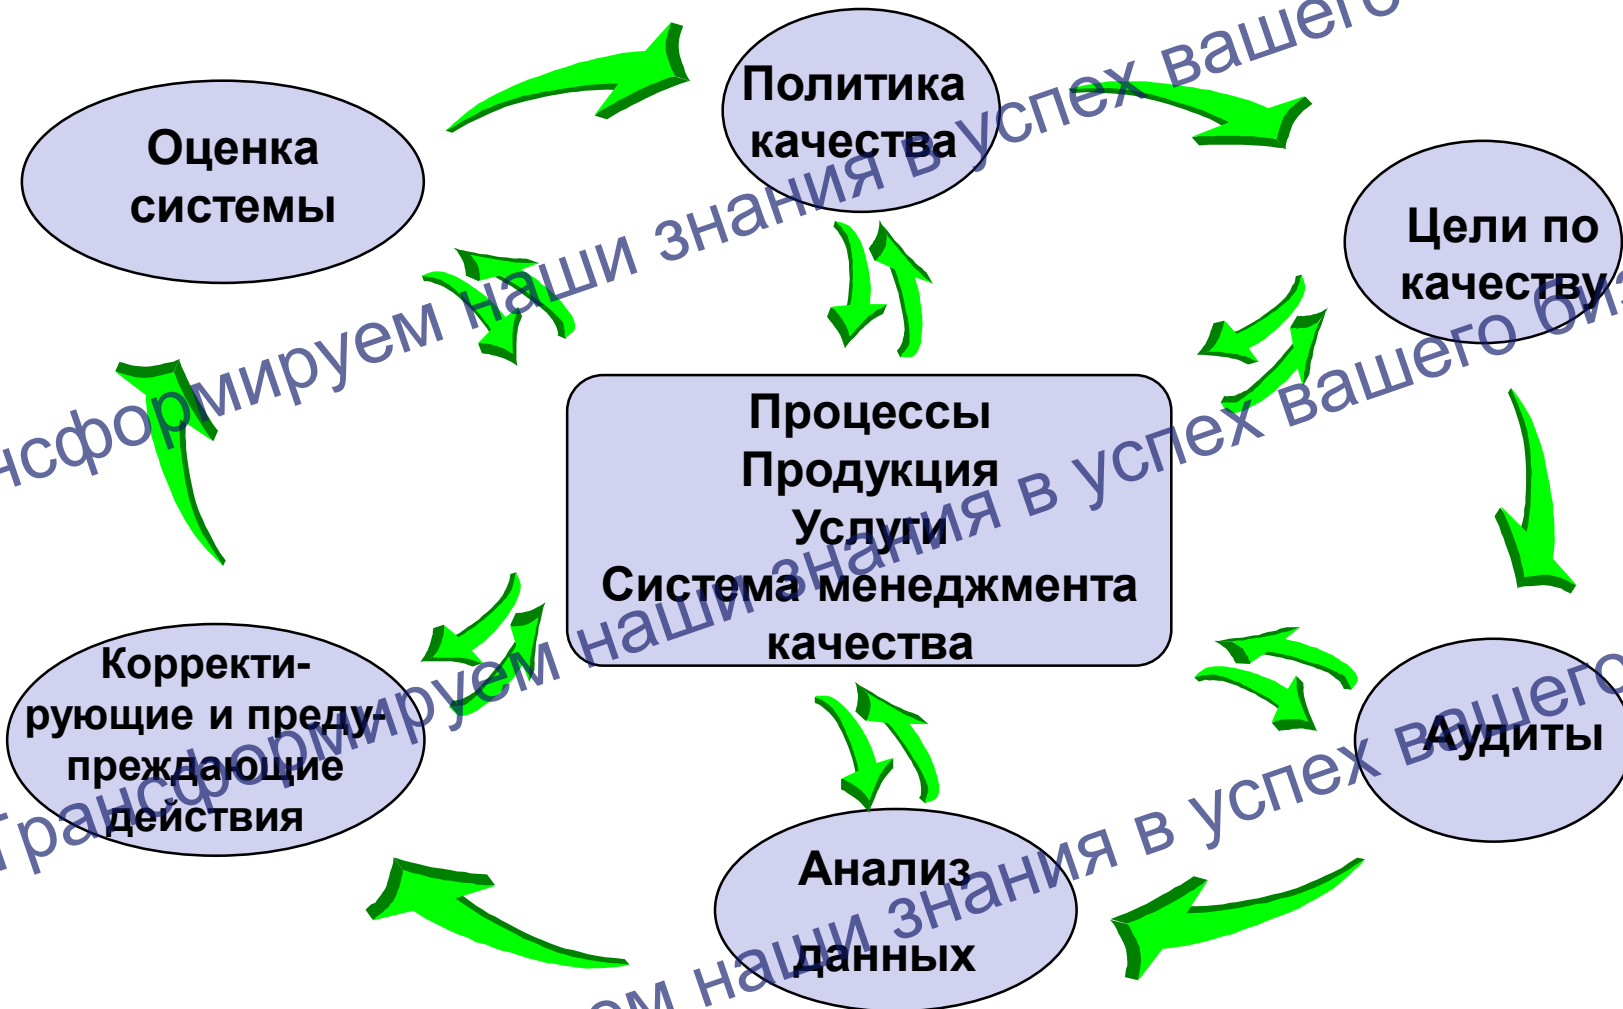 Политика
качества
Оценка
системы
Цели по
качеству
Процессы
Продукция
Услуги
Система менеджмента
качества
Корректи-
рующие и преду-
преждающие
действия
Аудиты
Анализ
данных
Трансформируем наши знания в успех вашего
нсформируем наши знания в успех вашего
ем наши знания в успех вашего